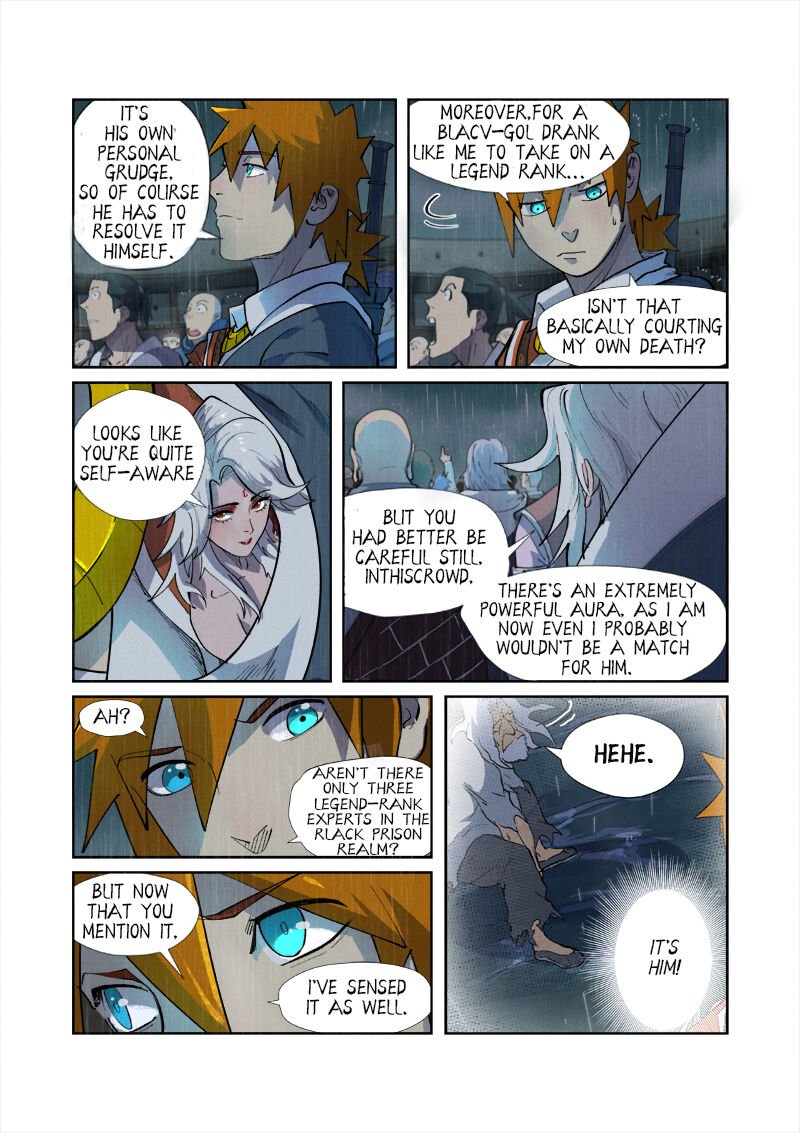 IT'S
HIS OWN
PERSONAL
GRUDGE,
SO OF COURSE
HE HAS TO
RESOLVE IT
HIMSELF.
MOREOVER,FOR A
BLACV-GOL DRANK
LIKE ME TO TAKE ON A
LEGEND RANK...
ISN'T THAT
BASICALLY COURTING
MY OWN DEATH?
LOOKS LIKE
YOU'RE QUITE
SELF-AWARE
BUT YOU
HAD BETTER BE
CAREFUL STILL,
INTHISCROWD,
THERE'S AN EXTREMELY
POWERFUL AURA. AS I AM
NOW EVEN I PROBABLY
WOULDN'T BE A MATCH
FOR HIM.
AH?
AREN'T THERE
ONLY THREE
LEGEND-RANK
EXPERTS IN THE
RLACK PRISON
REALM?
HEHE.
BUT NOW
THAT YOU
MENTION IT,
I'VE SENSED
IT AS WELL.
IT'S
HIM!